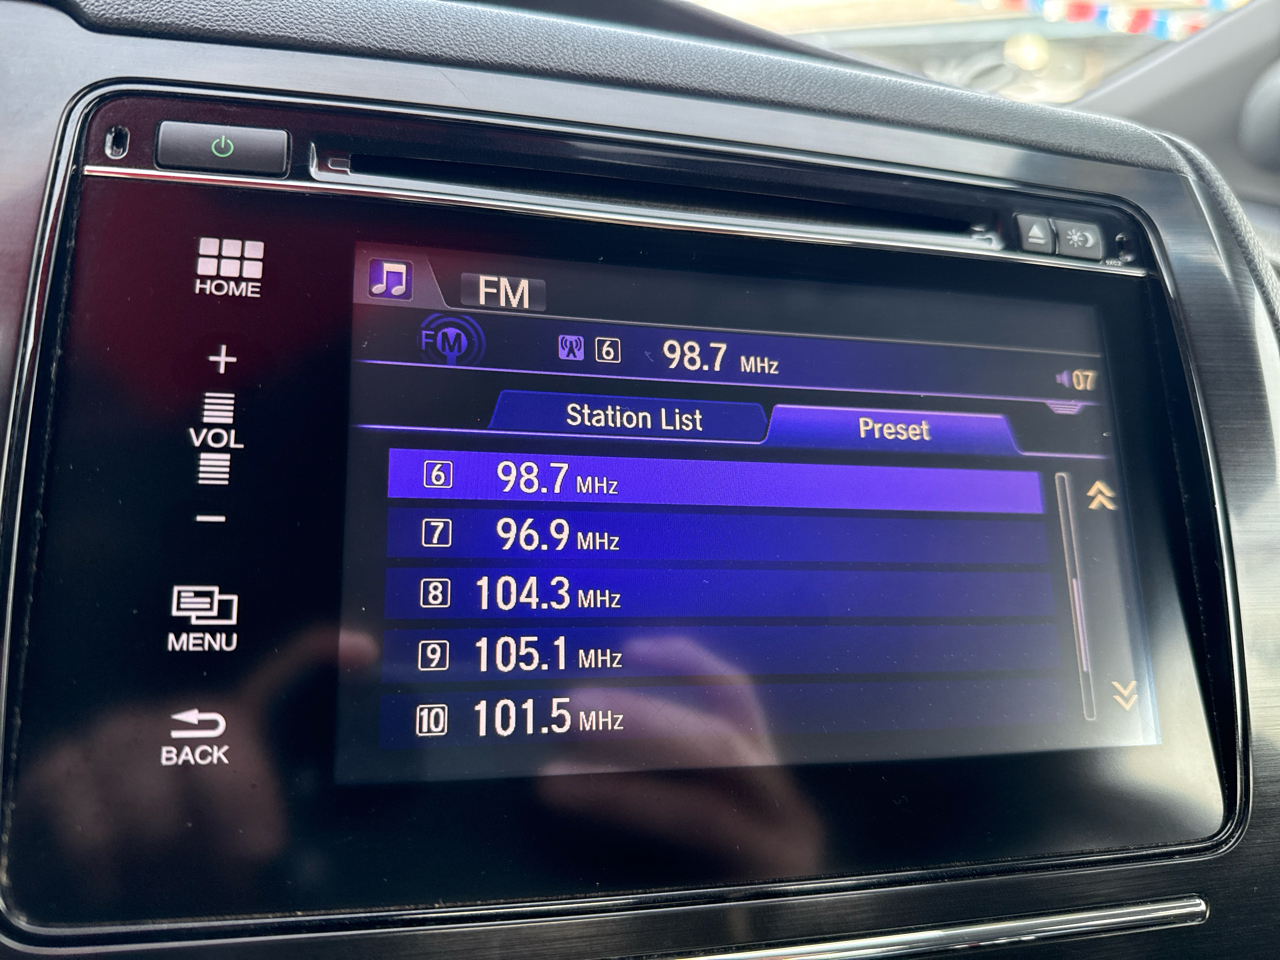 HOME
+
VOL
−
MENU
BACK
FM
FM
6 98.7 MHz
07
Station List Preset
6 98.7 MHz
7 96.9 MHz
8 104.3 MHz
9 105.1 MHz
10 101.5 MHz